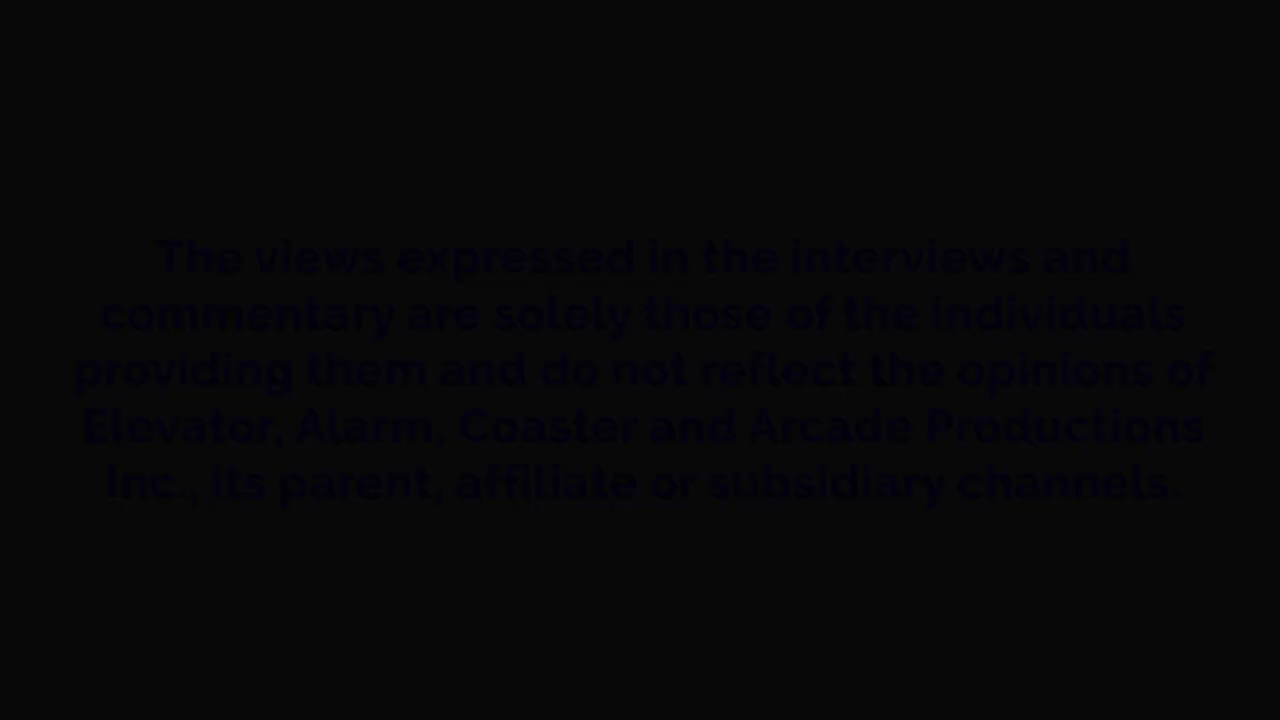 The views expressed in the interviews and
commentary are solely those of the individuals
providing them and do not reflect the opinions of
Elevator, Alarm, Coaster and Arcade Productions
Inc., its parent, affiliate or subsidiary channels.